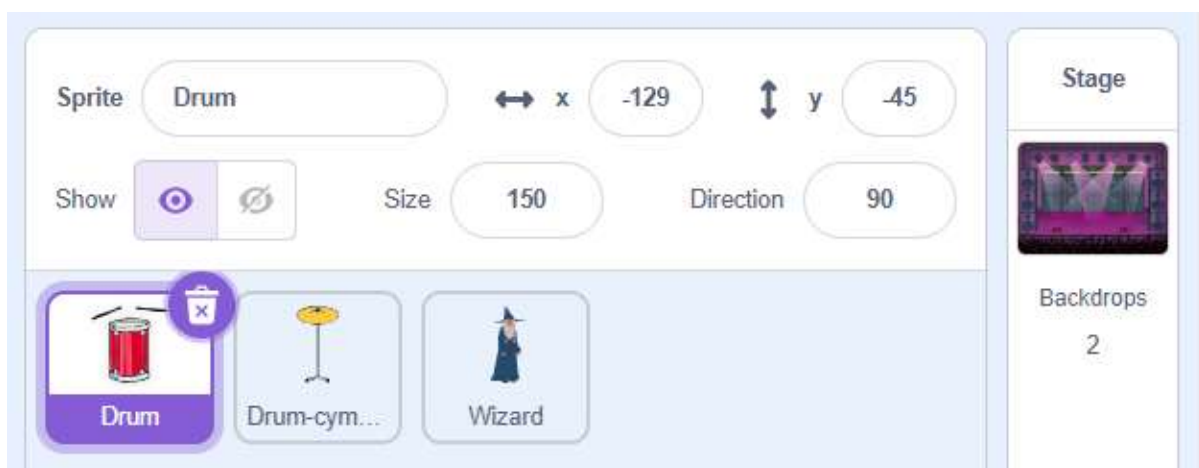 Sprite Drum x -129 y -45
Show Size 150 Direction 90
Drum
Drum-cym...
Wizard
Stage
Backdrops
2